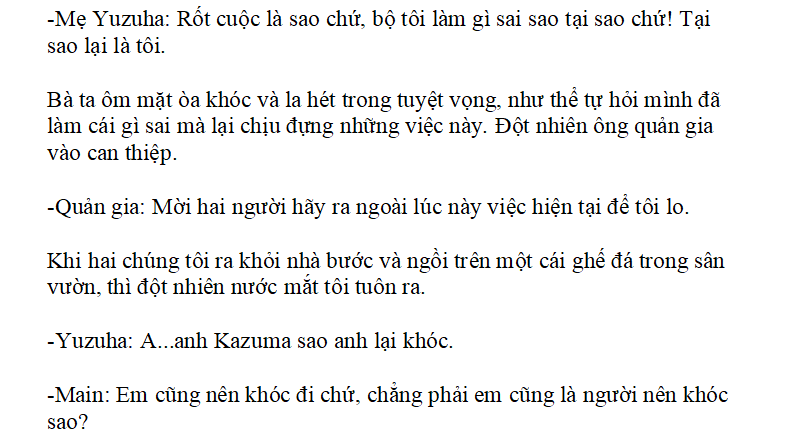 -Mẹ Yuzuha: Rốt cuộc là sao chứ, bộ tôi làm gì sai sao tại sao chứ! Tại
sao lại là tôi.
Bà ta ôm mặt òa khóc và la hét trong tuyệt vọng, như thể tự hỏi mình đã
làm cái gì sai mà lại chịu đựng những việc này. Đột nhiên ông quản gia
vào can thiệp.
-Quản gia: Mời hai người hãy ra ngoài lúc này việc hiện tại để tôi lo.
Khi hai chúng tôi ra khỏi nhà bước và ngồi trên một cái ghế đá trong sân
vườn, thì đột nhiên nước mắt tôi tuôn ra.
-Yuzuha: A...anh Kazuma sao anh lại khóc.
-Main: Em cũng nên khóc đi chứ, chẳng phải em cũng là người nên khóc
sao?